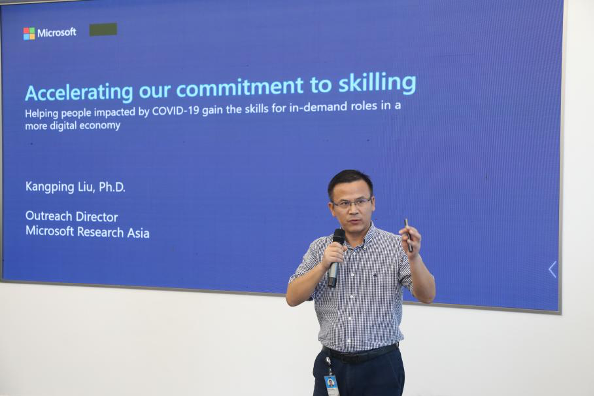 Microsoft
Accelerating our commitment to skilling
Helping people impacted by COVID-19 gain the skills for in-demand roles in a
more digital economy
Kangping Liu, Ph.D.
Outreach Director
Microsoft Research Asia